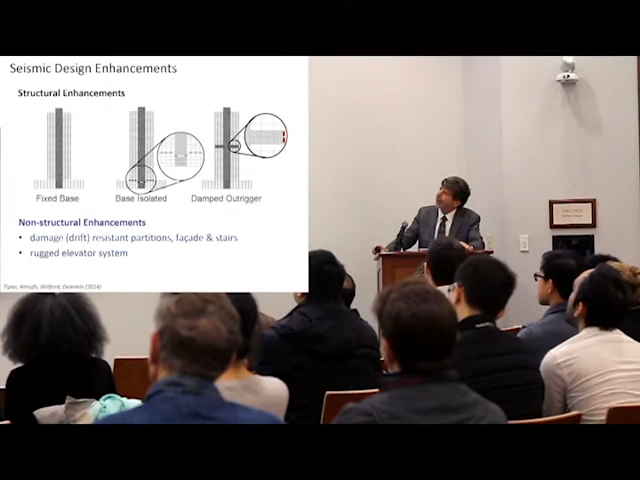 Seismic Design Enhancements
Structural Enhancements
Fixed Base
Base Isolated
Damped Outrigger
Non-structural Enhancements
• damage (drift) resistant partitions, façade & stairs
• rugged elevator system
Tipler, Almufti, Willford, Deierlein (2014)